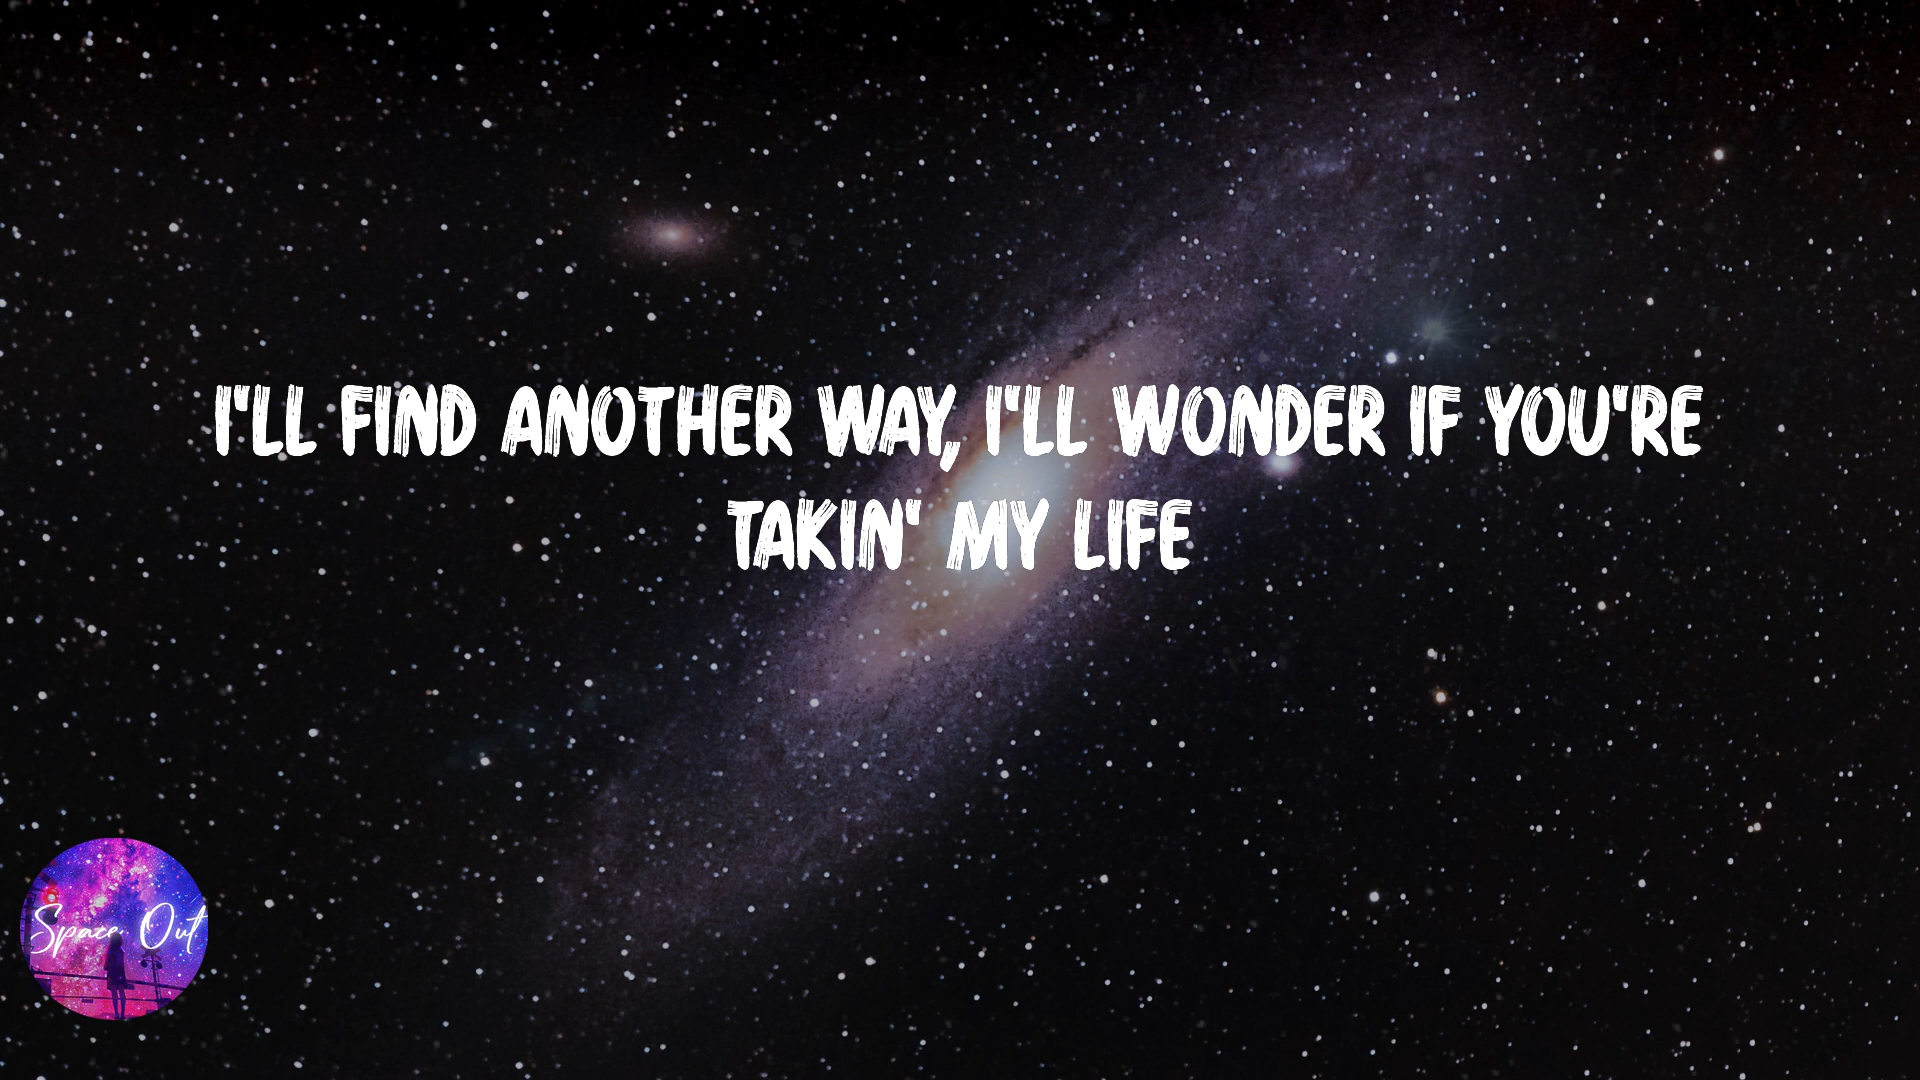 I'LL FIND ANOTHER WAY, I'LL WONDER IF YOU'RE
TAKIN' MY LIFE
Space Out